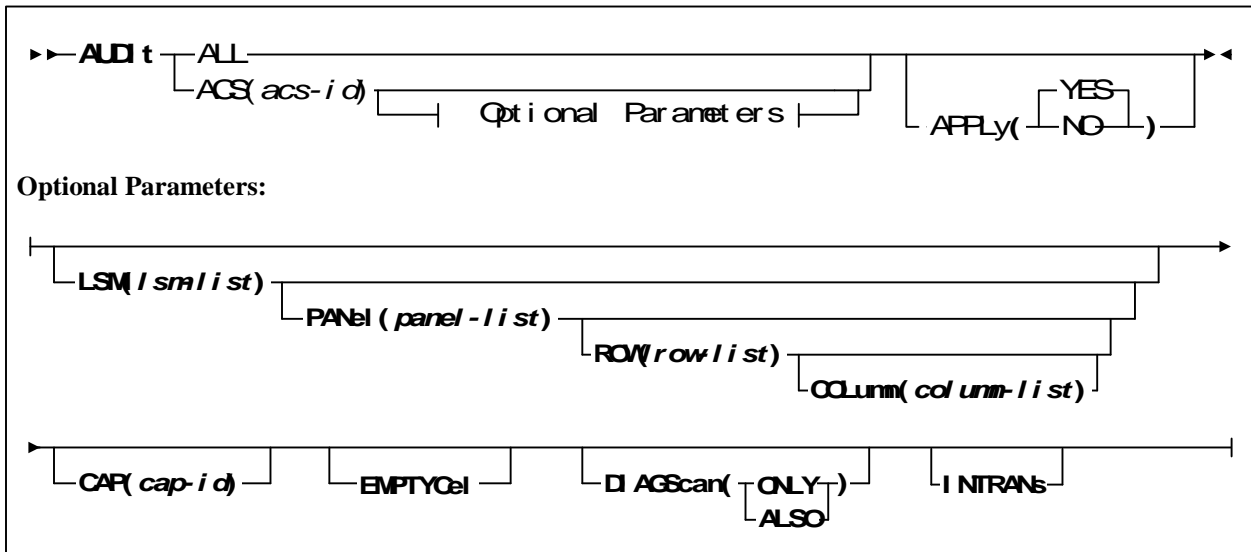 AUDIt ALL
ACS(acs-id)
Optional Parameters
APPLy( YES
NO )
Optional Parameters:
LSM(lsm-list)
PANel(panel-list)
ROW(row-list)
COLumn(column-list)
CAP(cap-id)
EMPTYCel
DIAGScan( ONLY )
ALSO
INTRANs